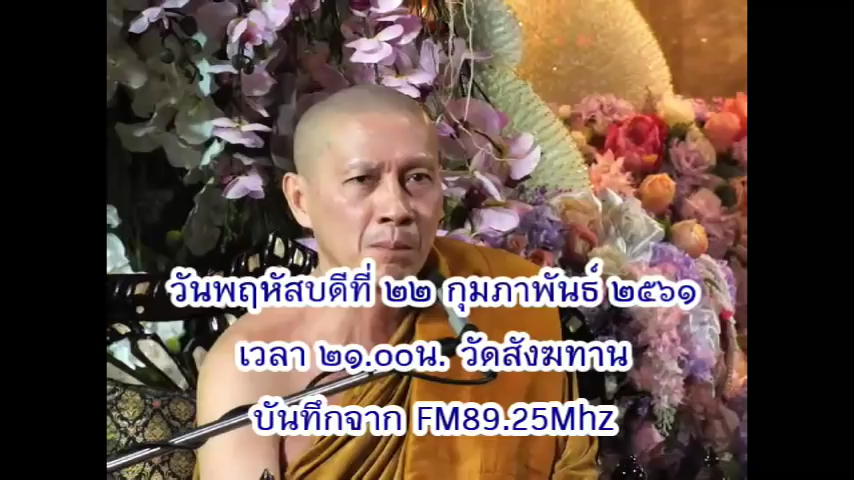 วันพฤหัสบดีที่ ๒๒ กุมภาพันธ์ ๒๕๖๑
เวลา ๒๑.๐๐น. วัดสังฆทาน
บันทึกจาก FM89.25Mhz